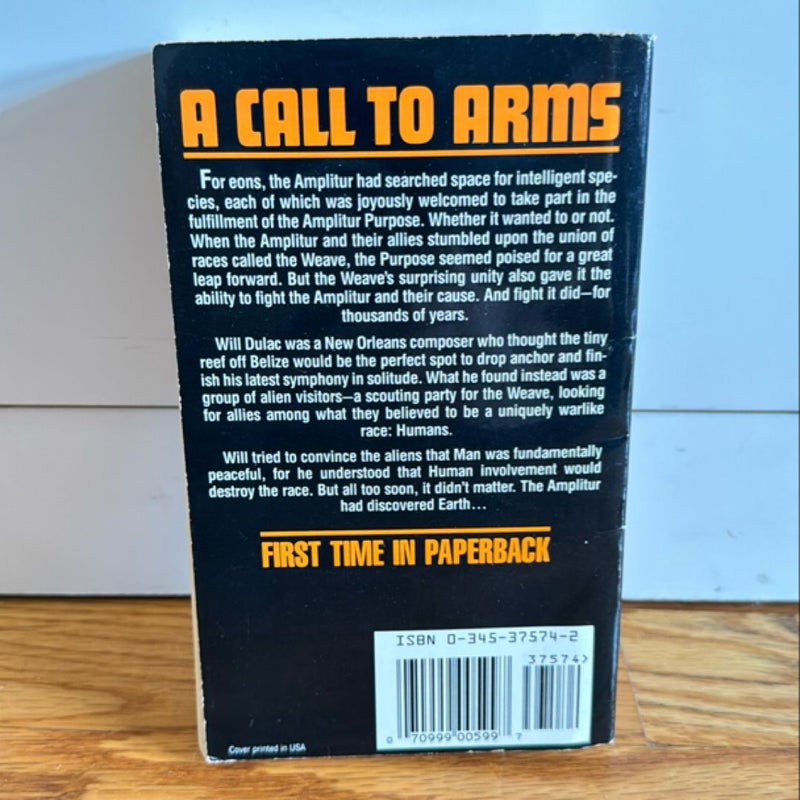 A CALL TO ARMS
For eons, the Amplitur had searched space for intelligent spe-
cies, each of which was joyously welcomed to take part in the
fulfillment of the Amplitur Purpose. Whether it wanted to or not.
When the Amplitur and their allies stumbled upon the union of
races called the Weave, the Purpose seemed poised for a great
leap forward. But the Weave's surprising unity also gave it the
ability to fight the Amplitur and their cause. And fight it did—for
thousands of years.
Will Dulac was a New Orleans composer who thought the tiny
reef off Belize would be the perfect spot to drop anchor and fin-
ish his latest symphony in solitude. What he found instead was a
group of alien visitors—a scouting party for the Weave, looking
for allies among what they believed to be a uniquely warlike
race: Humans.
Will tried to convince the aliens that Man was fundamentally
peaceful, for he understood that Human involvement would
destroy the race. But all too soon, it didn't matter. The Amplitur
had discovered Earth...
FIRST TIME IN PAPERBACK
ISBN 0-345-37574-2
37574>
0 70999 00599 7
Cover printed in USA